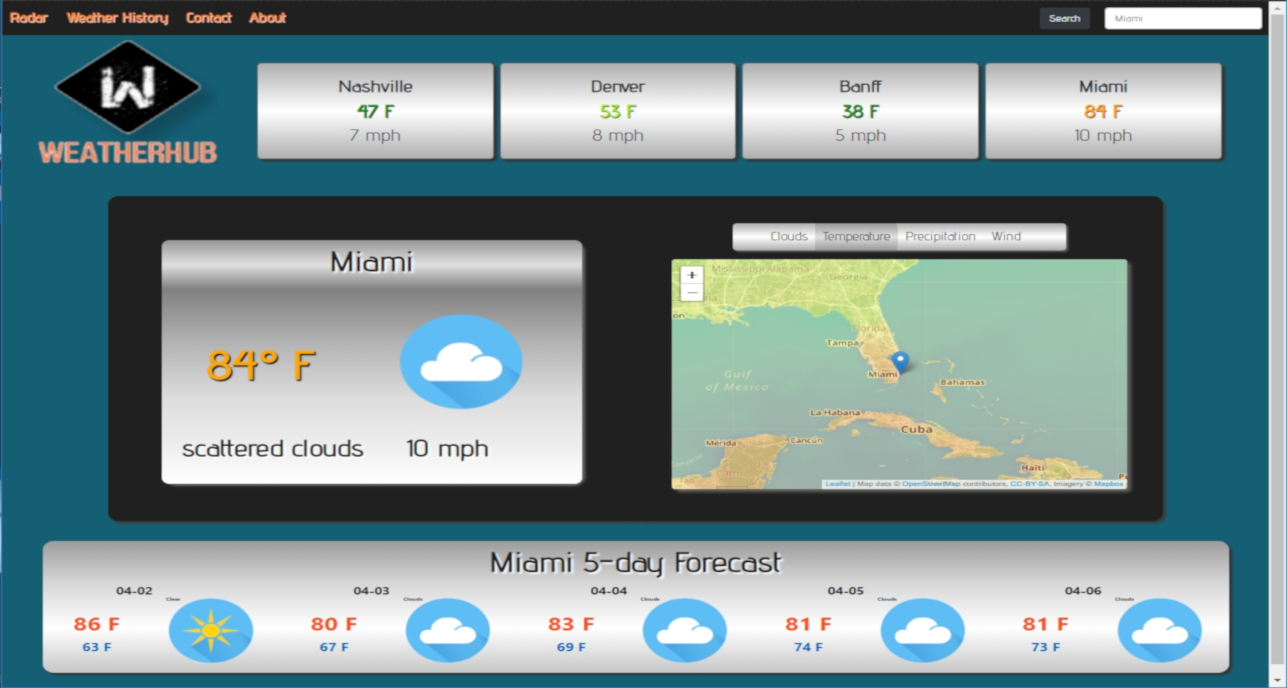 Radar Weather History Contact About Search Miami
W
WEATHERHUB
Nashville
47 F
7 mph
Denver
53 F
8 mph
Banff
38 F
5 mph
Miami
84 F
10 mph
Miami
84° F
scattered clouds 10 mph
Clouds Temperature Precipitation Wind
+
−
Mississippi Alabama
Georgia
Florida
Tampa
Miami
Gulf
of Mexico
Bahamas
La Habana
Cuba
Mérida
Cancún
Haïti
Leaflet | Map data © OpenStreetMap contributors, CC-BY-SA, Imagery © Mapbox
Miami 5-day Forecast
04-02
Clear
86 F
63 F
04-03
Clouds
80 F
67 F
04-04
Clouds
83 F
69 F
04-05
Clouds
81 F
74 F
04-06
Clouds
81 F
73 F